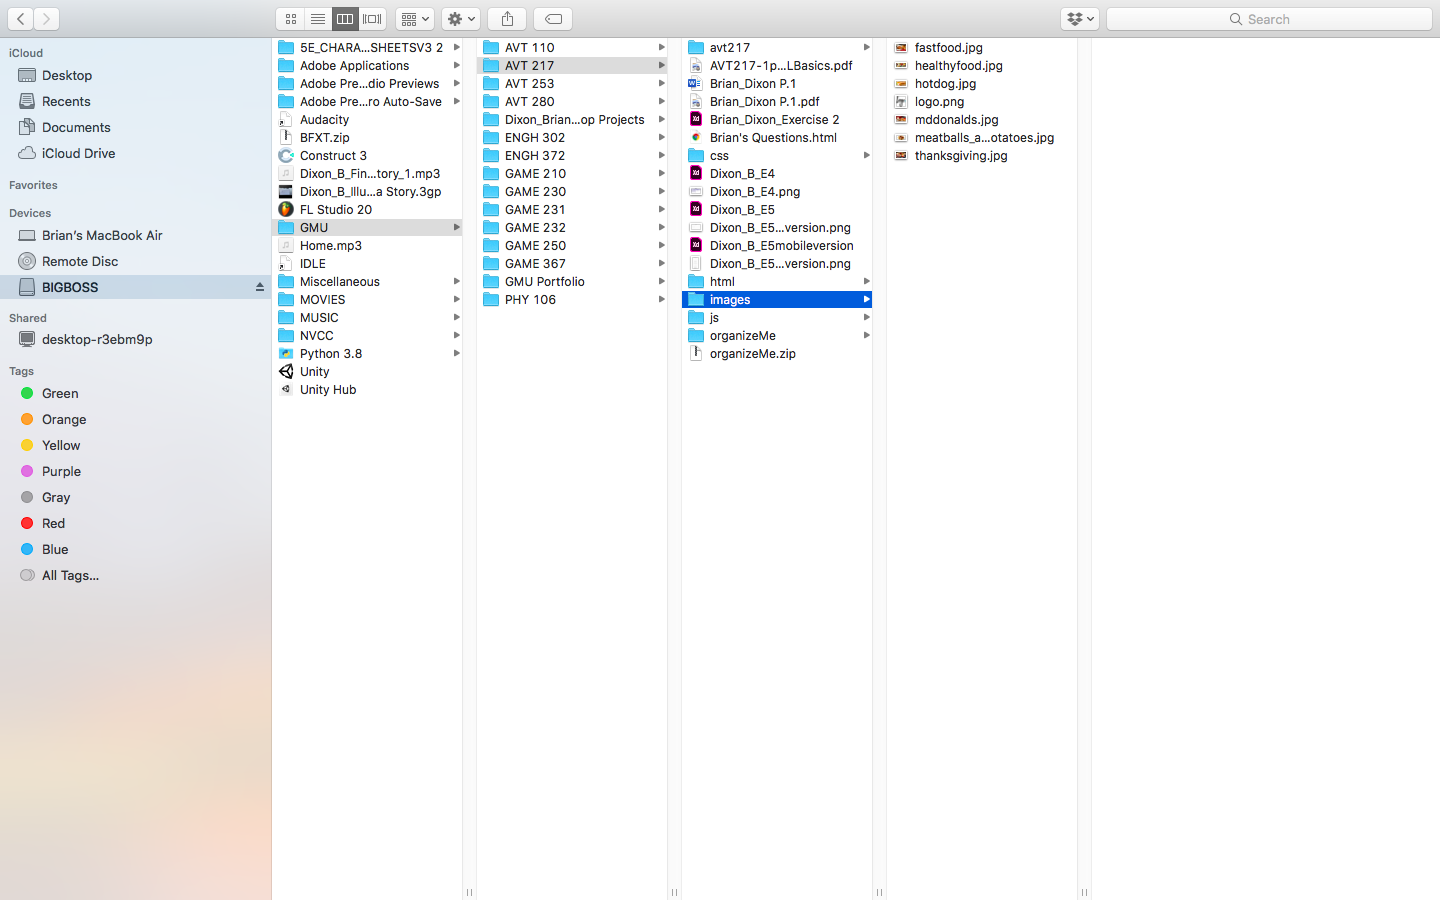 Search
iCloud
Desktop
Recents
Documents
iCloud Drive
Favorites
Devices
Brian's MacBook Air
Remote Disc
BIGBOSS
Shared
desktop-r3ebm9p
Tags
Green
Orange
Yellow
Purple
Gray
Red
Blue
All Tags...
5E_CHARA...SHEETSV3 2
Adobe Applications
Adobe Pre...dio Previews
Adobe Pre...ro Auto-Save
Audacity
BFXT.zip
Construct 3
Dixon_B_Fin...tory_1.mp3
Dixon_B_Illu...a Story.3gp
FL Studio 20
GMU
Home.mp3
IDLE
Miscellaneous
MOVIES
MUSIC
NVCC
Python 3.8
Unity
Unity Hub
AVT 110
AVT 217
AVT 253
AVT 280
Dixon_Brian...op Projects
ENGH 302
ENGH 372
GAME 210
GAME 230
GAME 231
GAME 232
GAME 250
GAME 367
GMU Portfolio
PHY 106
avt217
AVT217-1p...LBasics.pdf
Brian_Dixon P.1
Brian_Dixon P.1.pdf
Brian_Dixon_Exercise 2
Brian's Questions.html
css
Dixon_B_E4
Dixon_B_E4.png
Dixon_B_E5
Dixon_B_E5...version.png
Dixon_B_E5mobileversion
Dixon_B_E5...version.png
html
images
js
organizeMe
organizeMe.zip
fastfood.jpg
healthyfood.jpg
hotdog.jpg
logo.png
mddonalds.jpg
meatballs_a...otatoes.jpg
thanksgiving.jpg